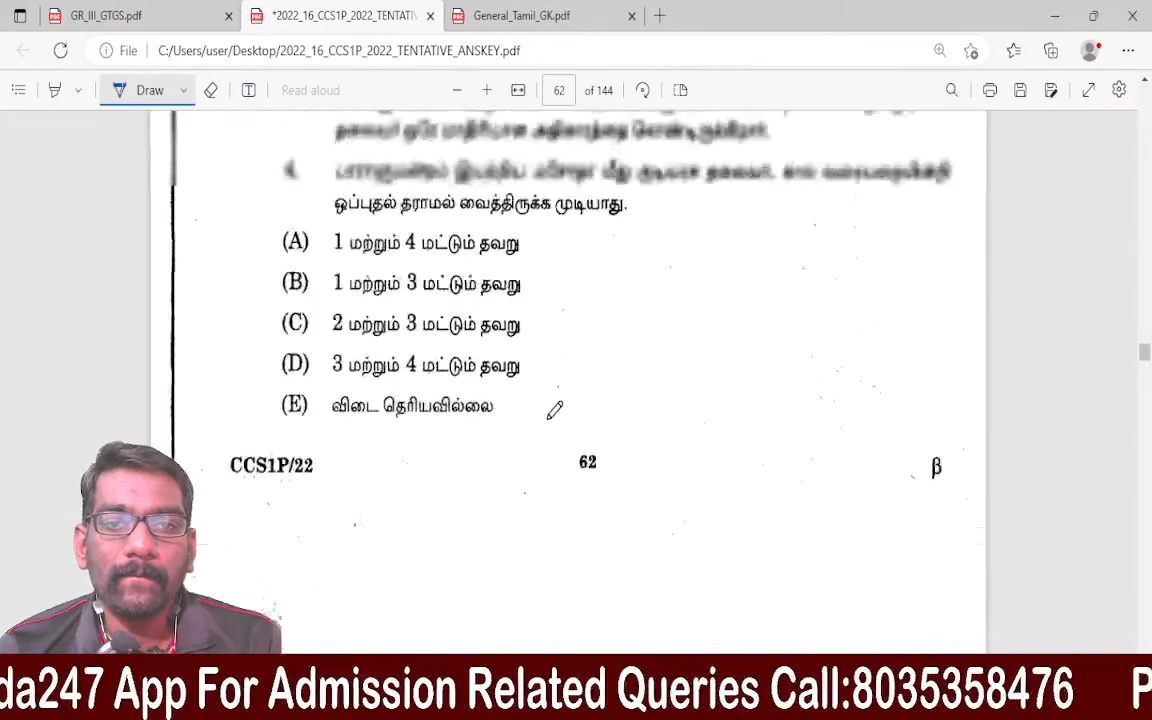 GR_III_GTGS.pdf
*2022_16_CCS1P_2022_TENTATIV
General_Tamil_GK.pdf
File
C:/Users/user/Desktop/2022_16_CCS1P_2022_TENTATIVE_ANSKEY.pdf
Draw
Read aloud
62
of 144
ஒப்புதல் தராமல் வைத்திருக்க முடியாது.
(A) 1 மற்றும் 4 மட்டும் தவறு
(B) 1 மற்றும் 3 மட்டும் தவறு
(C) 2 மற்றும் 3 மட்டும் தவறு
(D) 3 மற்றும் 4 மட்டும் தவறு
(E) விடை தெரியவில்லை
CCS1P/22
62
β
da247 App For Admission Related Queries Call:8035358476 P